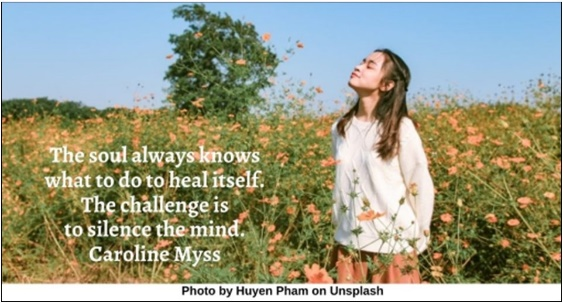 The soul always knows
what to do to heal itself.
The challenge is
to silence the mind.
Caroline Myss
Photo by Huyen Pham on Unsplash